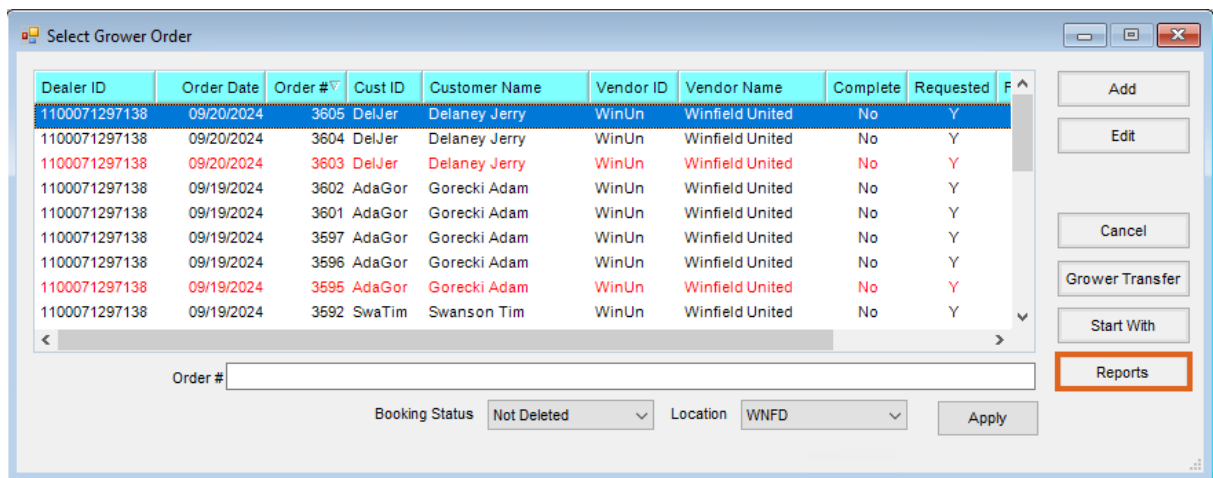 Select Grower Order
Dealer ID Order Date Order # Cust ID Customer Name Vendor ID Vendor Name Complete Requested F
1100071297138 09/20/2024 3605 DelJer Delaney Jerry WinUn Winfield United No Y
1100071297138 09/20/2024 3604 DelJer Delaney Jerry WinUn Winfield United No Y
1100071297138 09/20/2024 3603 DelJer Delaney Jerry WinUn Winfield United No Y
1100071297138 09/19/2024 3602 AdaGor Gorecki Adam WinUn Winfield United No Y
1100071297138 09/19/2024 3601 AdaGor Gorecki Adam WinUn Winfield United No Y
1100071297138 09/19/2024 3597 AdaGor Gorecki Adam WinUn Winfield United No Y
1100071297138 09/19/2024 3596 AdaGor Gorecki Adam WinUn Winfield United No Y
1100071297138 09/19/2024 3595 AdaGor Gorecki Adam WinUn Winfield United No Y
1100071297138 09/19/2024 3592 SwaTim Swanson Tim WinUn Winfield United No Y
Order #
Booking Status Not Deleted Location WNFD Apply
Add
Edit
Cancel
Grower Transfer
Start With
Reports